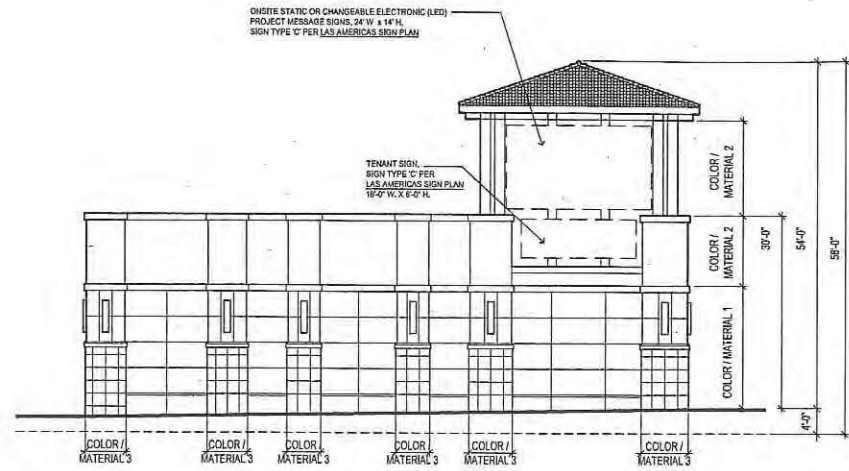 ONSITE STATIC OR CHANGEABLE ELECTRONIC (LED)
PROJECT MESSAGE SIGNS, 24' W x 14' H,
SIGN TYPE 'C' PER LAS AMERICAS SIGN PLAN
TENANT SIGN,
SIGN TYPE 'C' PER
LAS AMERICAS SIGN PLAN
18'-0" W. X 6'-0" H.
COLOR /
MATERIAL 2
COLOR /
MATERIAL 2
COLOR / MATERIAL 1
54'-0"
58'-0"
4'-0"
COLOR /
MATERIAL 3
COLOR /
MATERIAL 3
COLOR /
MATERIAL 3
COLOR /
MATERIAL 3
COLOR /
MATERIAL 3
COLOR /
MATERIAL 3